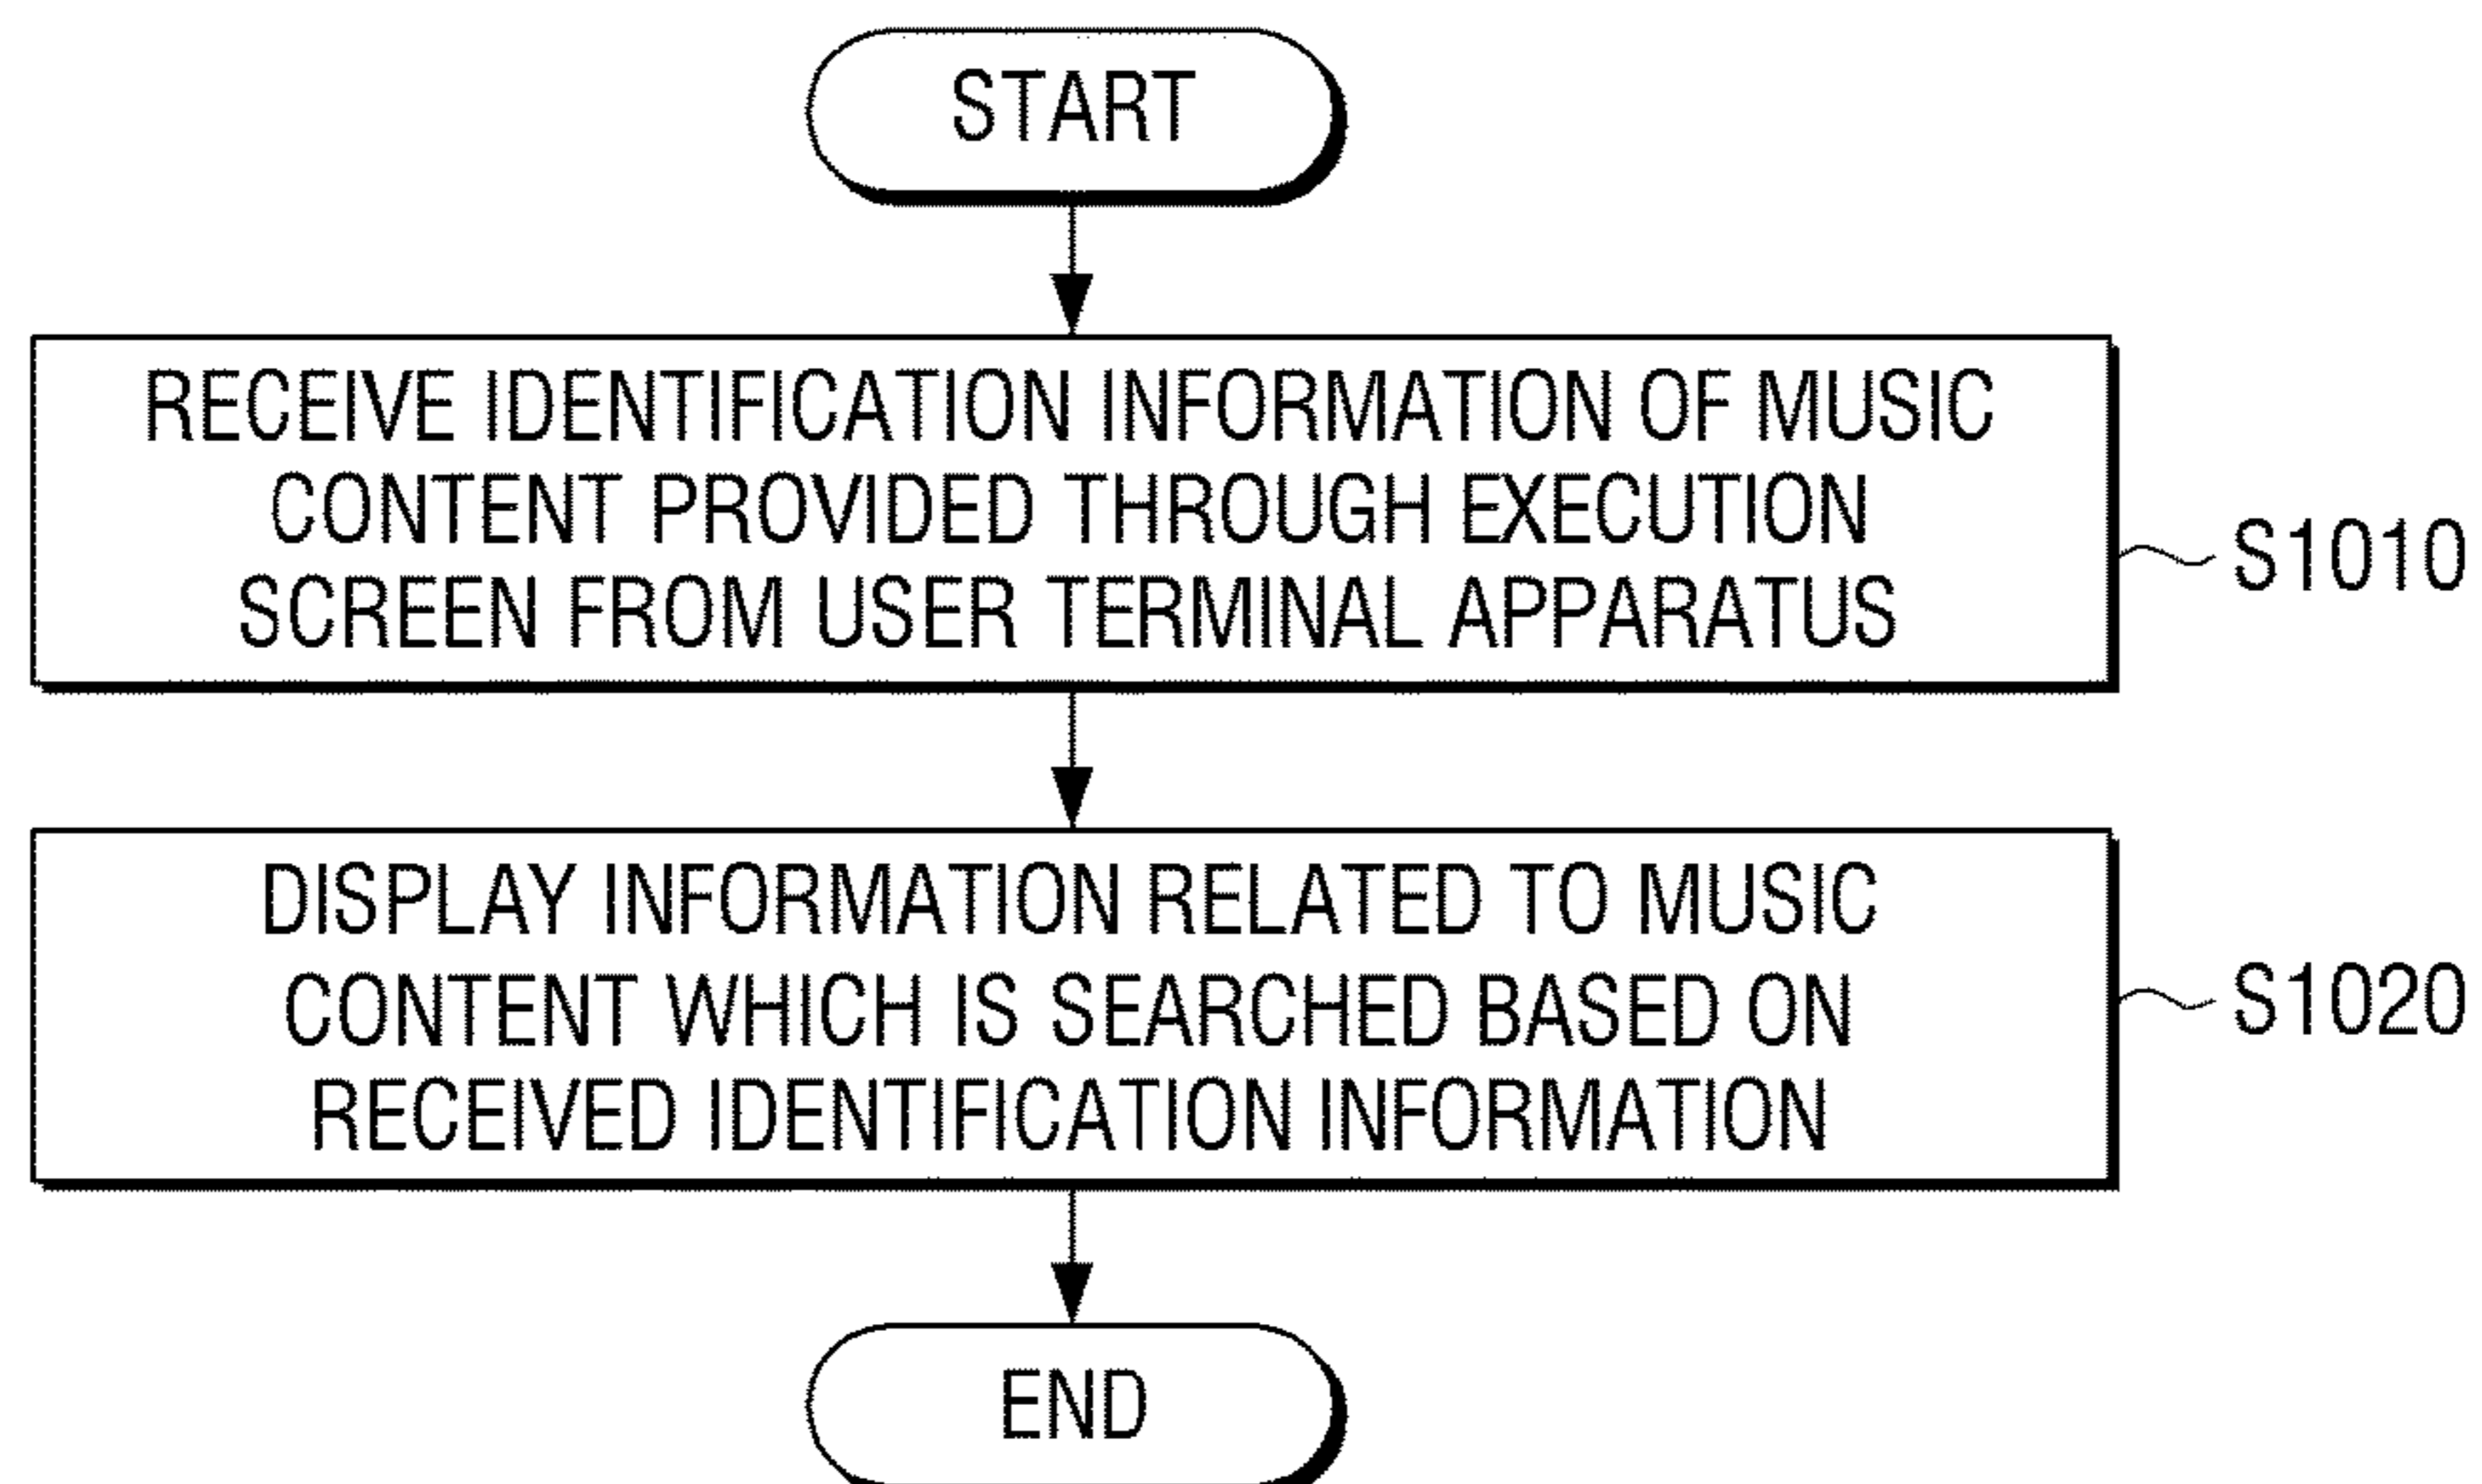 START
RECEIVE IDENTIFICATION INFORMATION OF MUSIC
CONTENT PROVIDED THROUGH EXECUTION
SCREEN FROM USER TERMINAL APPARATUS
S1010
DISPLAY INFORMATION RELATED TO MUSIC
CONTENT WHICH IS SEARCHED BASED ON
RECEIVED IDENTIFICATION INFORMATION
S1020
END